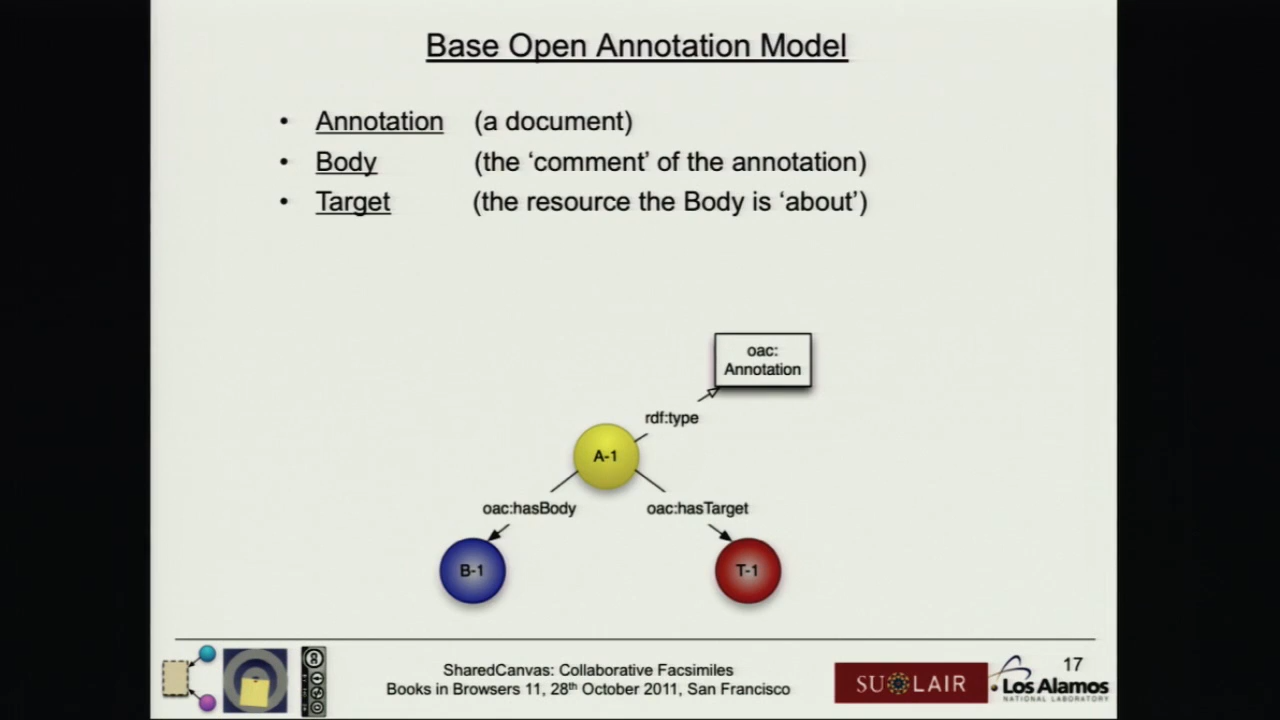 Base Open Annotation Model
• Annotation (a document)
• Body (the ‘comment’ of the annotation)
• Target (the resource the Body is ‘about’)
oac:
Annotation
rdf:type
A-1
oac:hasBody
oac:hasTarget
B-1
T-1
SharedCanvas: Collaborative Facsimiles
Books in Browsers 11, 28th October 2011, San Francisco
SU LAIR
17
Los Alamos
NATIONAL LABORATORY